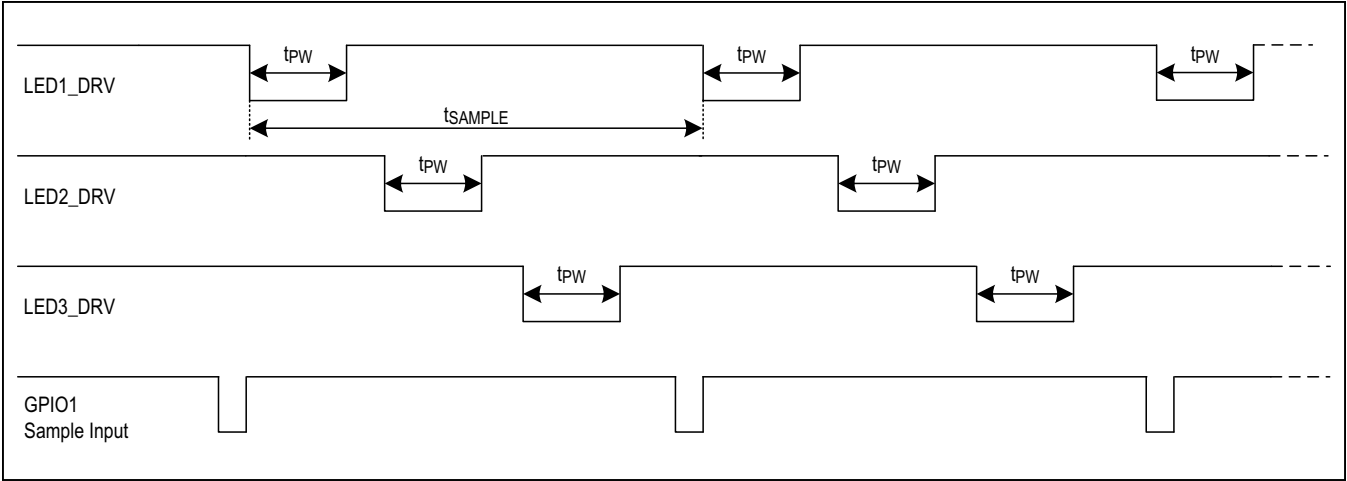 tPW
tPW
tPW
LED1_DRV
tSAMPLE
tPW
tPW
LED2_DRV
tPW
tPW
LED3_DRV
GPIO1
Sample Input